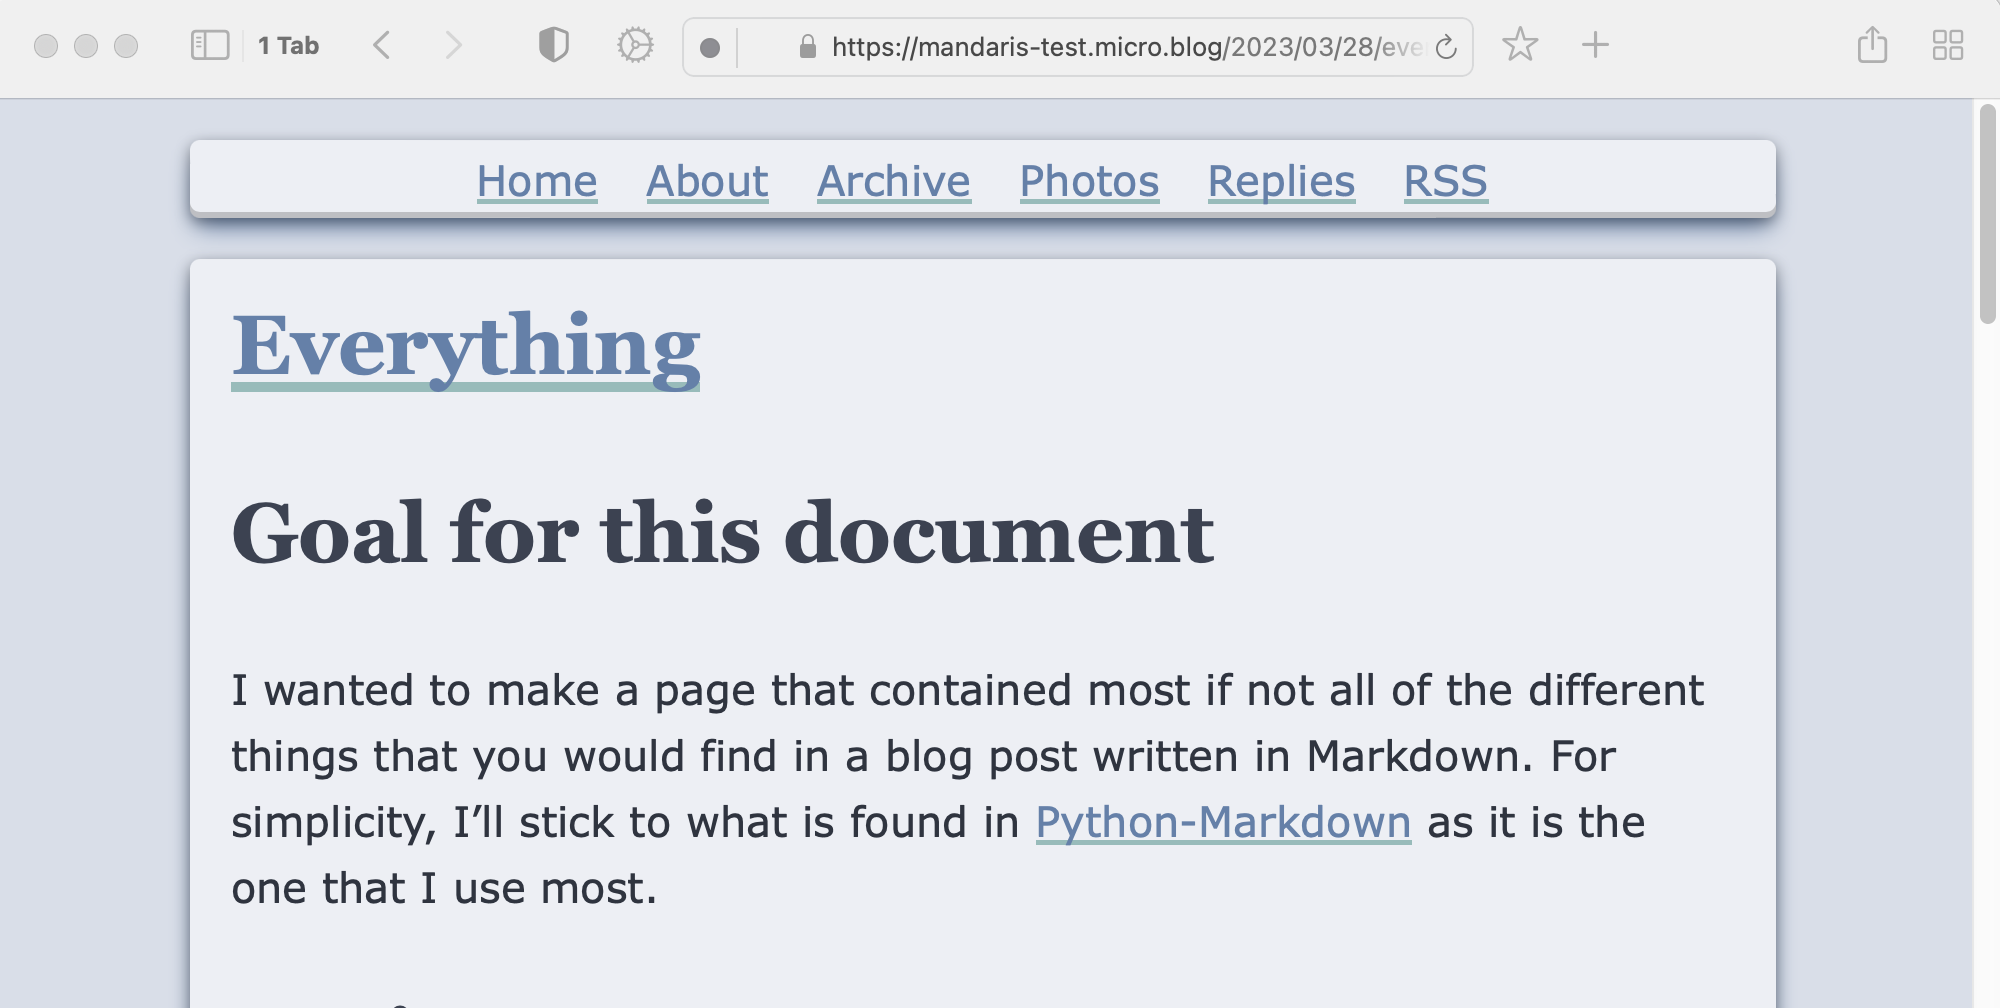 1 Tab
https://mandaris-test.micro.blog/2023/03/28/eve
Home About Archive Photos Replies RSS
Everything
Goal for this document
I wanted to make a page that contained most if not all of the different
things that you would find in a blog post written in Markdown. For
simplicity, I’ll stick to what is found in Python-Markdown as it is the
one that I use most.